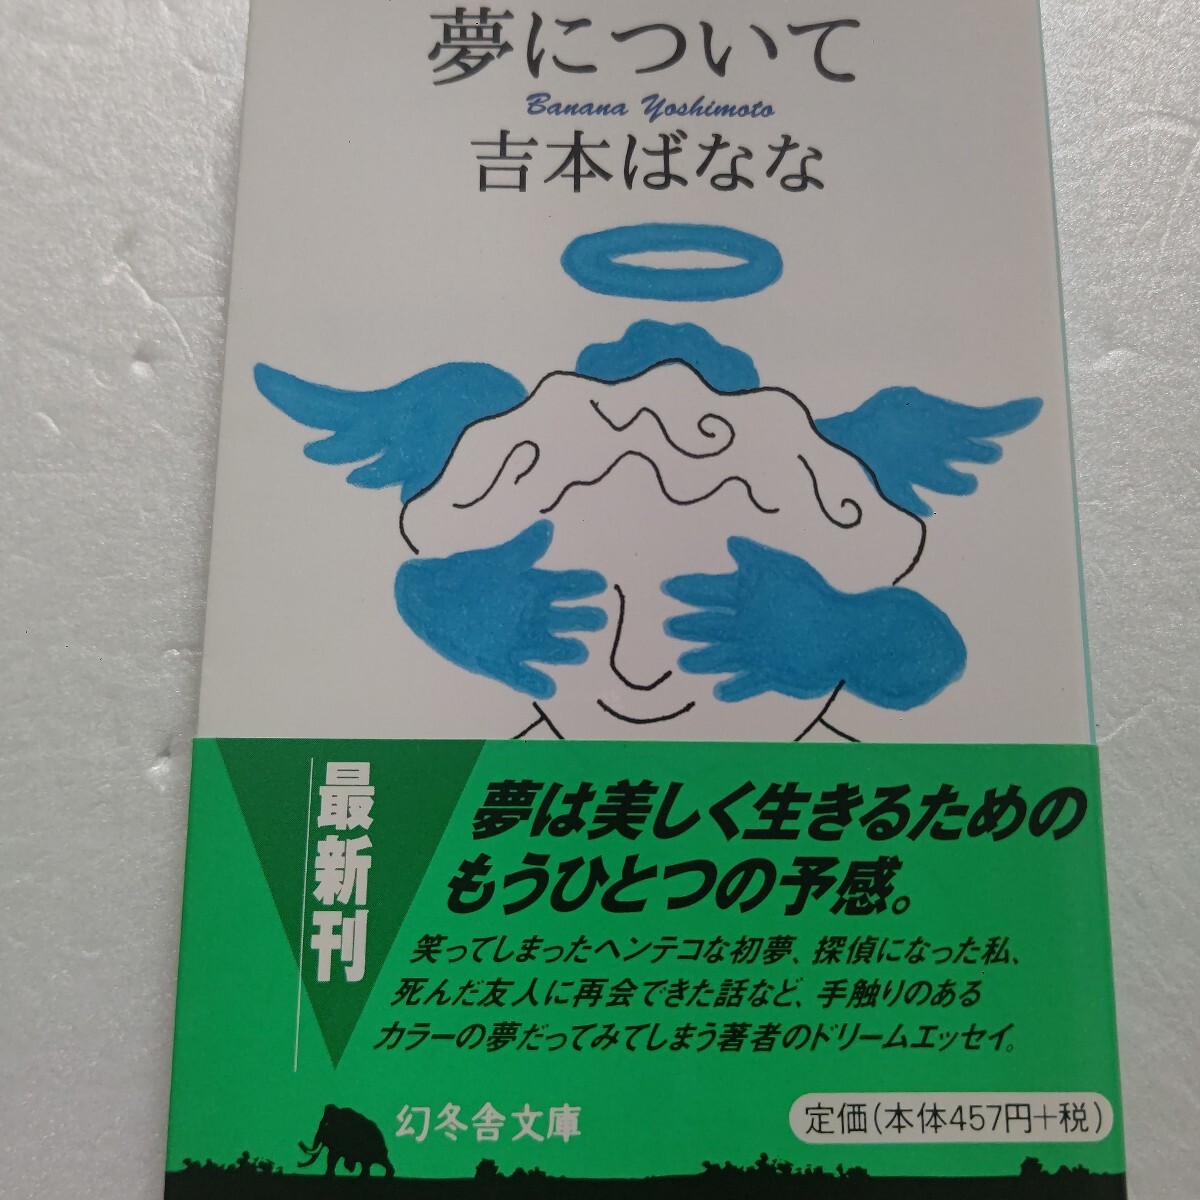 夢について
Banana Yoshimoto
吉本ばなな
最新刊
夢は美しく生きるための
もうひとつの予感。
笑ってしまったヘンテコな初夢、探偵になった私、
死んだ友人に再会できた話など、手触りのある
カラーの夢だってみてしまう著者のドリームエッセイ。
幻冬舎文庫
定価(本体457円+税)